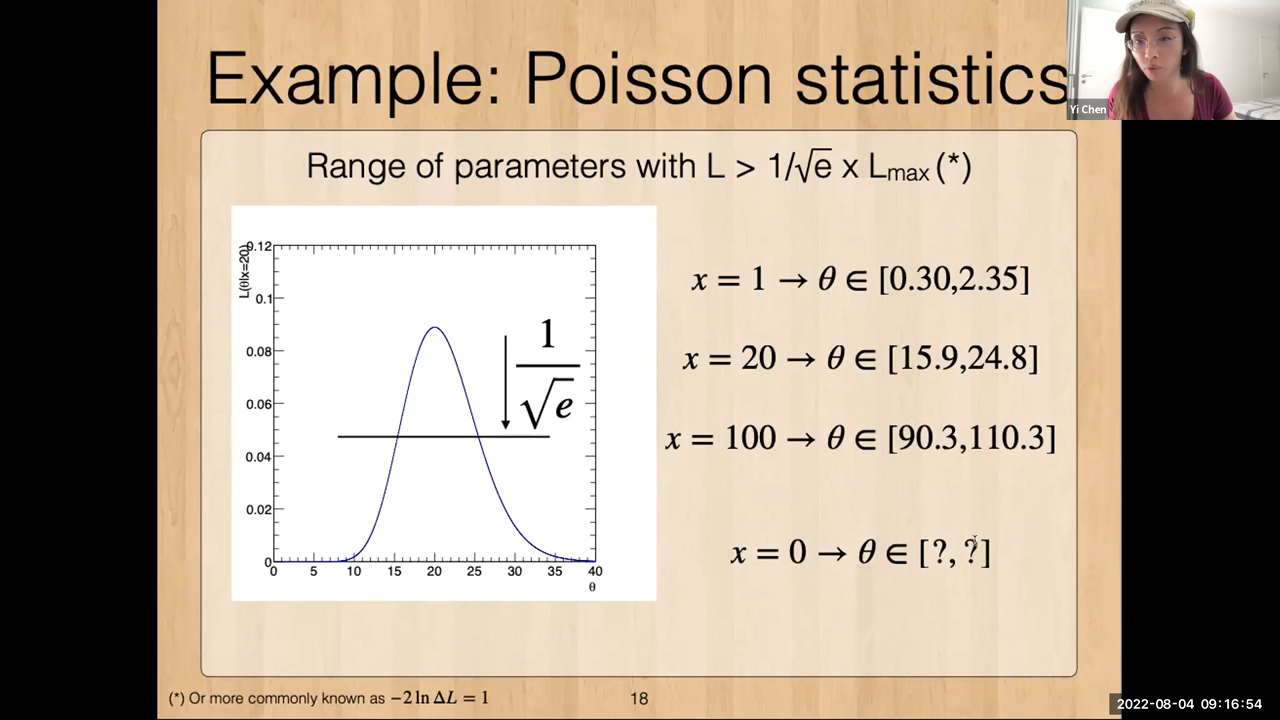 Example: Poisson statistics
Yi Chen
Range of parameters with L > 1/√e x Lmax (*)
L(θ|x=20)
0.12
0.1
0.08
0.06
0.04
0.02
0
0 5 10 15 20 25 30 35 40
θ
1
√e
x = 1 → θ ∈ [0.30,2.35]
x = 20 → θ ∈ [15.9,24.8]
x = 100 → θ ∈ [90.3,110.3]
x = 0 → θ ∈ [?, ?]
(*) Or more commonly known as −2 ln ΔL = 1
18
2022-08-04 09:16:54